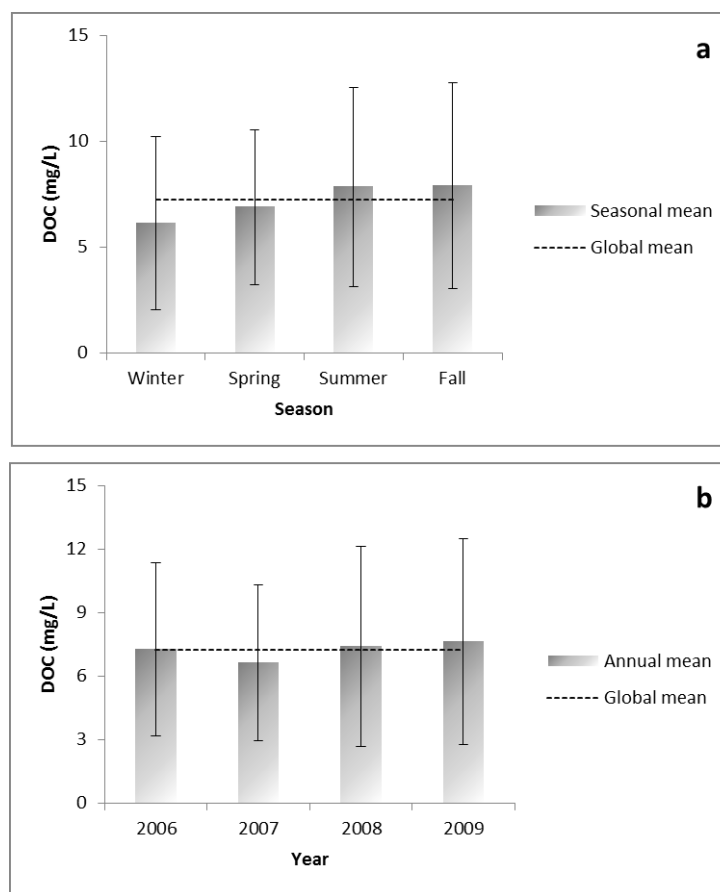 a
15
10
5
0
DOC (mg/L)
Winter Spring Summer Fall
Season
Seasonal mean
Global mean
b
15
12
9
6
3
0
DOC (mg/L)
2006 2007 2008 2009
Year
Annual mean
Global mean